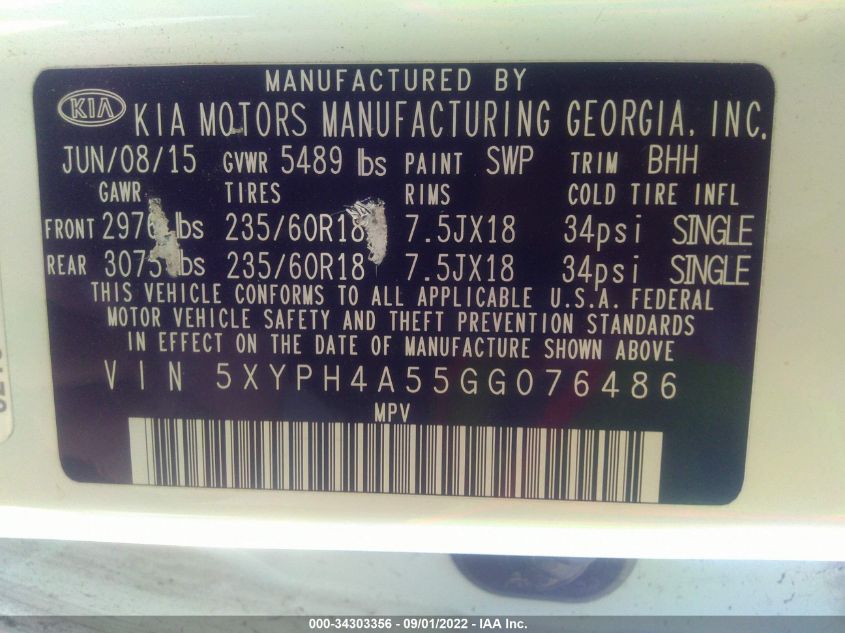 MANUFACTURED BY
KIA KIA MOTORS MANUFACTURING GEORGIA, INC.
JUN/08/15 GVWR 5489 lbs PAINT SWP TRIM BHH
GAWR TIRES RIMS COLD TIRE INFL
FRONT lbs 235/60R18 7.5JX18 34psi SINGLE
REAR 3075 lbs 235/60R18 7.5JX18 34psi SINGLE
THIS VEHICLE CONFORMS TO ALL APPLICABLE U.S.A. FEDERAL
MOTOR VEHICLE SAFETY AND THEFT PREVENTION STANDARDS
IN EFFECT ON THE DATE OF MANUFACTURE SHOWN ABOVE
VIN 5XYPH4A55GG076486
MPV
000-34303356 - 09/01/2022 - IAA Inc.